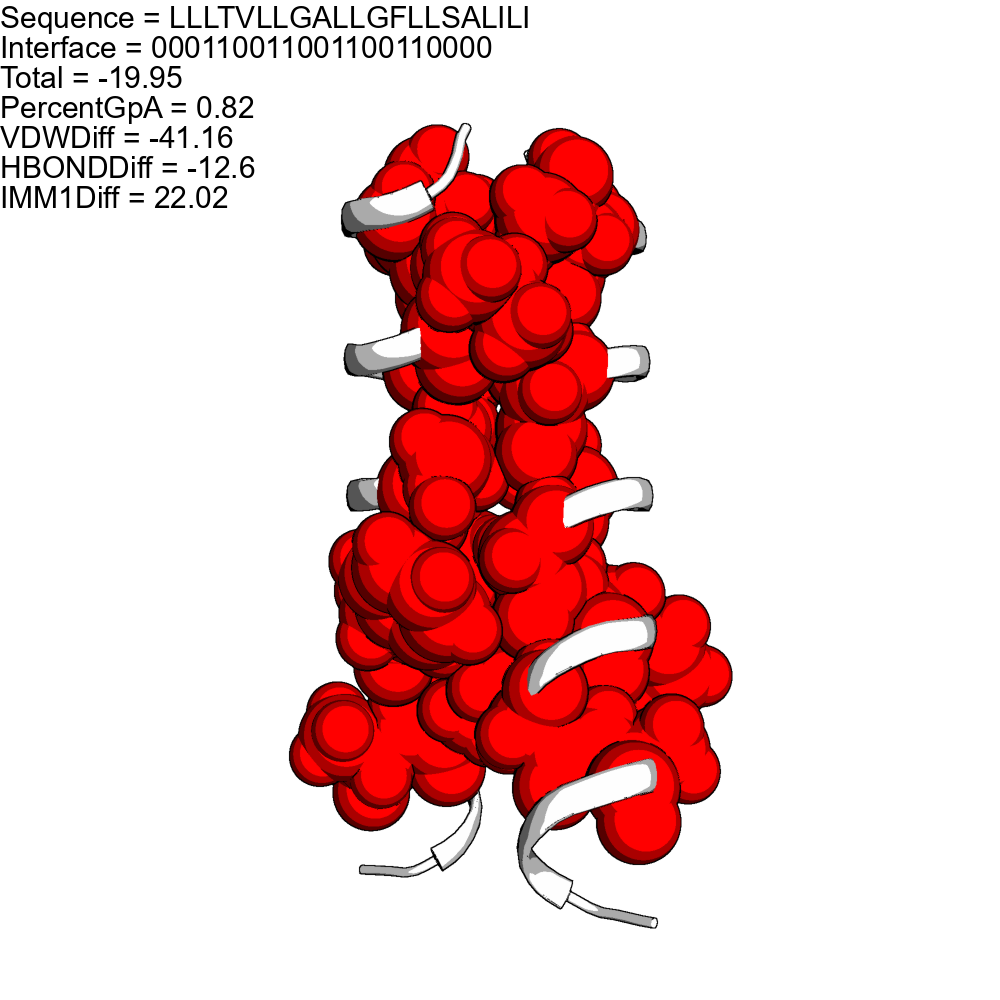 Sequence = LLLTVLLGALLGFLLSALILI
Interface = 000110011001100110000
Total = -19.95
PercentGpA = 0.82
VDWDiff = -41.16
HBONDDiff = -12.6
IMM1Diff = 22.02